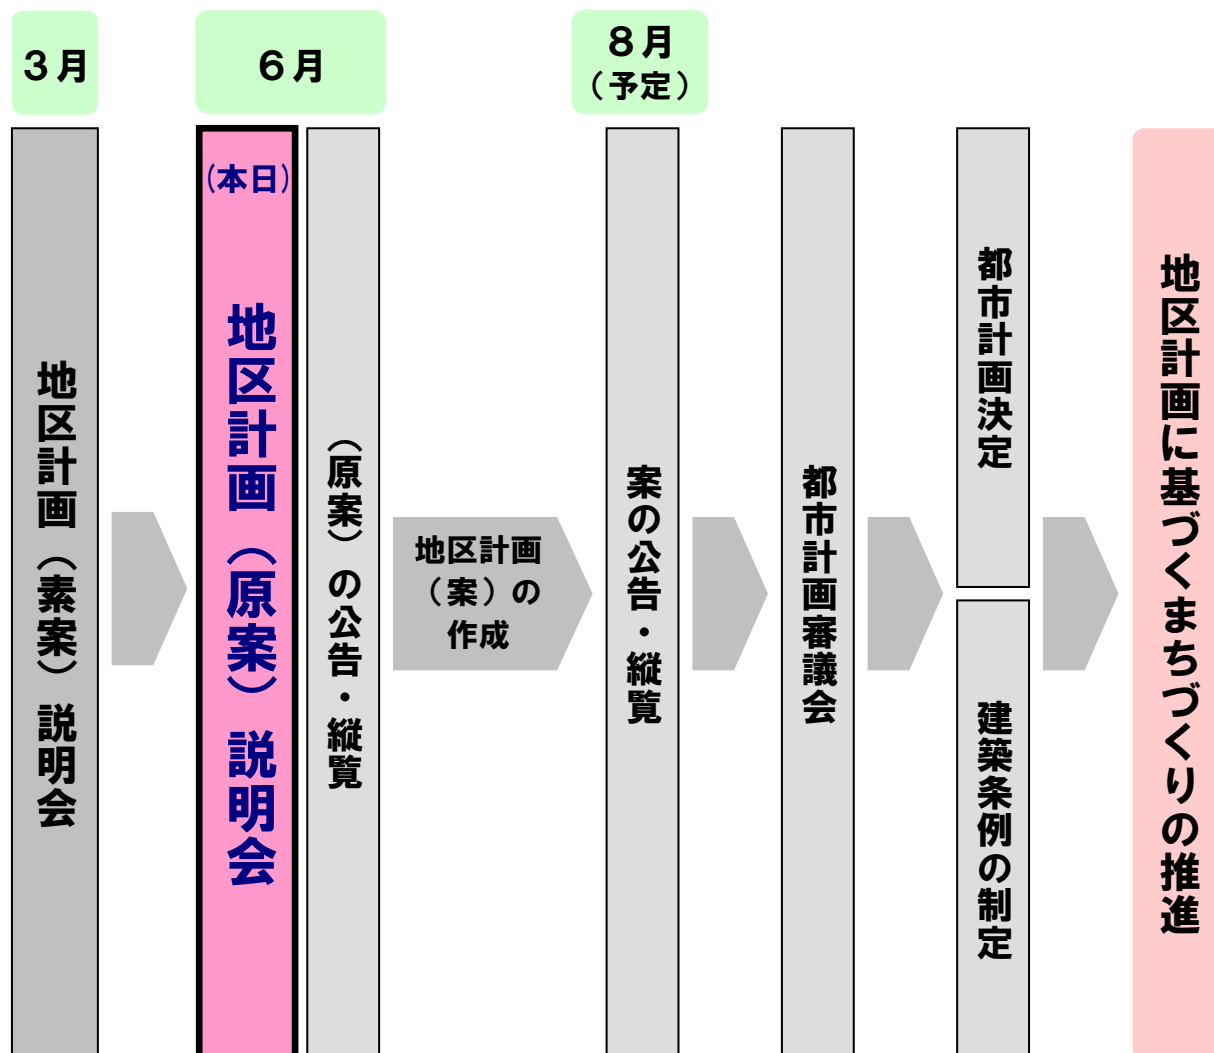 ３月
６月
８月
（予定）
地区計画（素案）説明会
（本日）
地区計画（原案）説明会
（原案）の公告・縦覧
地区計画
（案）の
作成
案の公告・縦覧
都市計画審議会
都市計画決定
建築条例の制定
地区計画に基づくまちづくりの推進